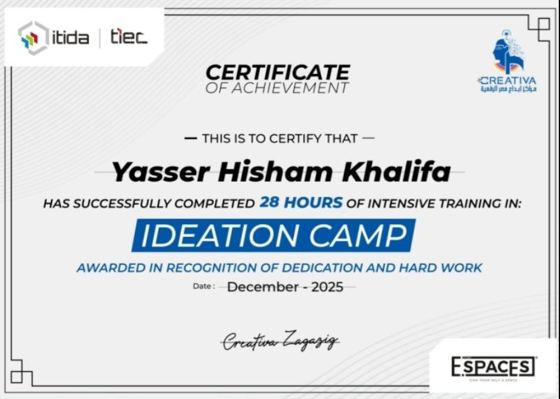 itida | tiec
CREATIVA
مراكز إبداع مصر الرقمية
CERTIFICATE
OF ACHIEVEMENT
THIS IS TO CERTIFY THAT
Yasser Hisham Khalifa
HAS SUCCESSFULLY COMPLETED 28 HOURS OF INTENSIVE TRAINING IN:
IDEATION CAMP
AWARDED IN RECOGNITION OF DEDICATION AND HARD WORK
Date : December - 2025
Creativa Zagazig
ESPACES